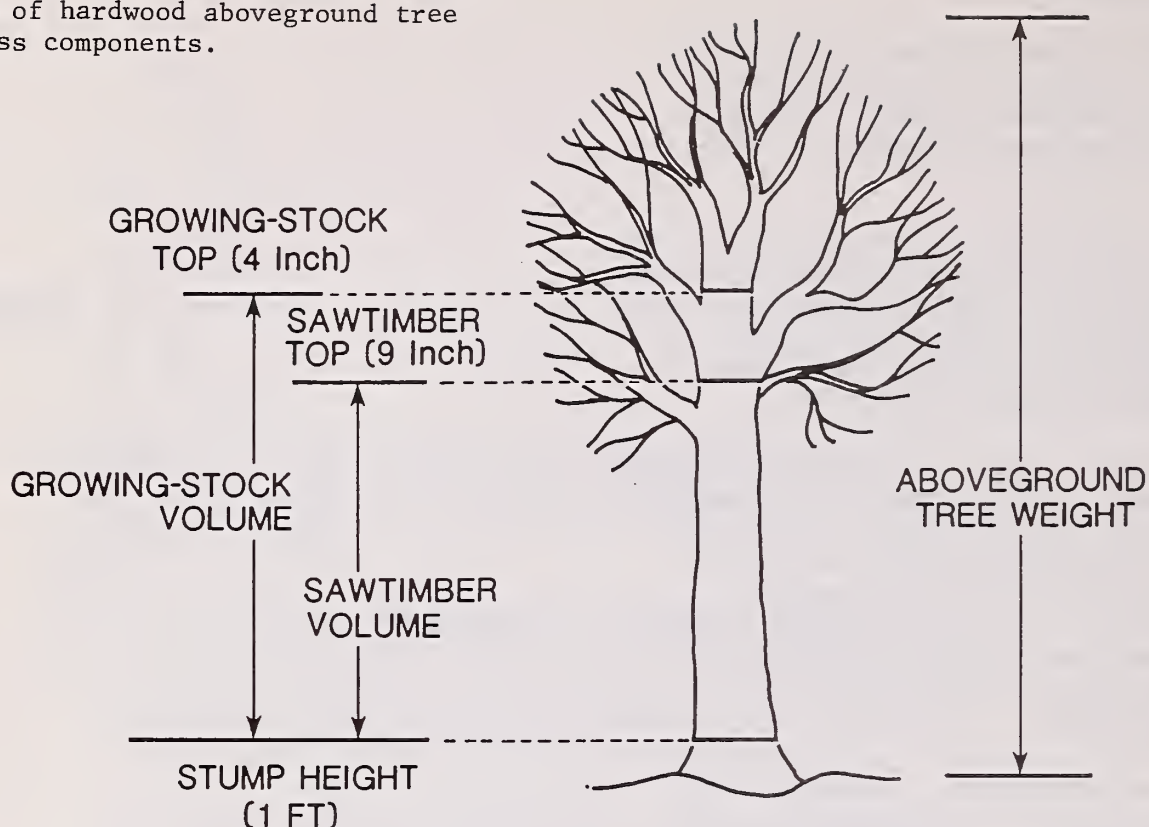 of hardwood aboveground tree
ss components.
GROWING-STOCK
TOP (4 Inch)
SAWTIMBER
TOP (9 Inch)
GROWING-STOCK
VOLUME
SAWTIMBER
VOLUME
ABOVEGROUND
TREE WEIGHT
STUMP HEIGHT
(1 FT)